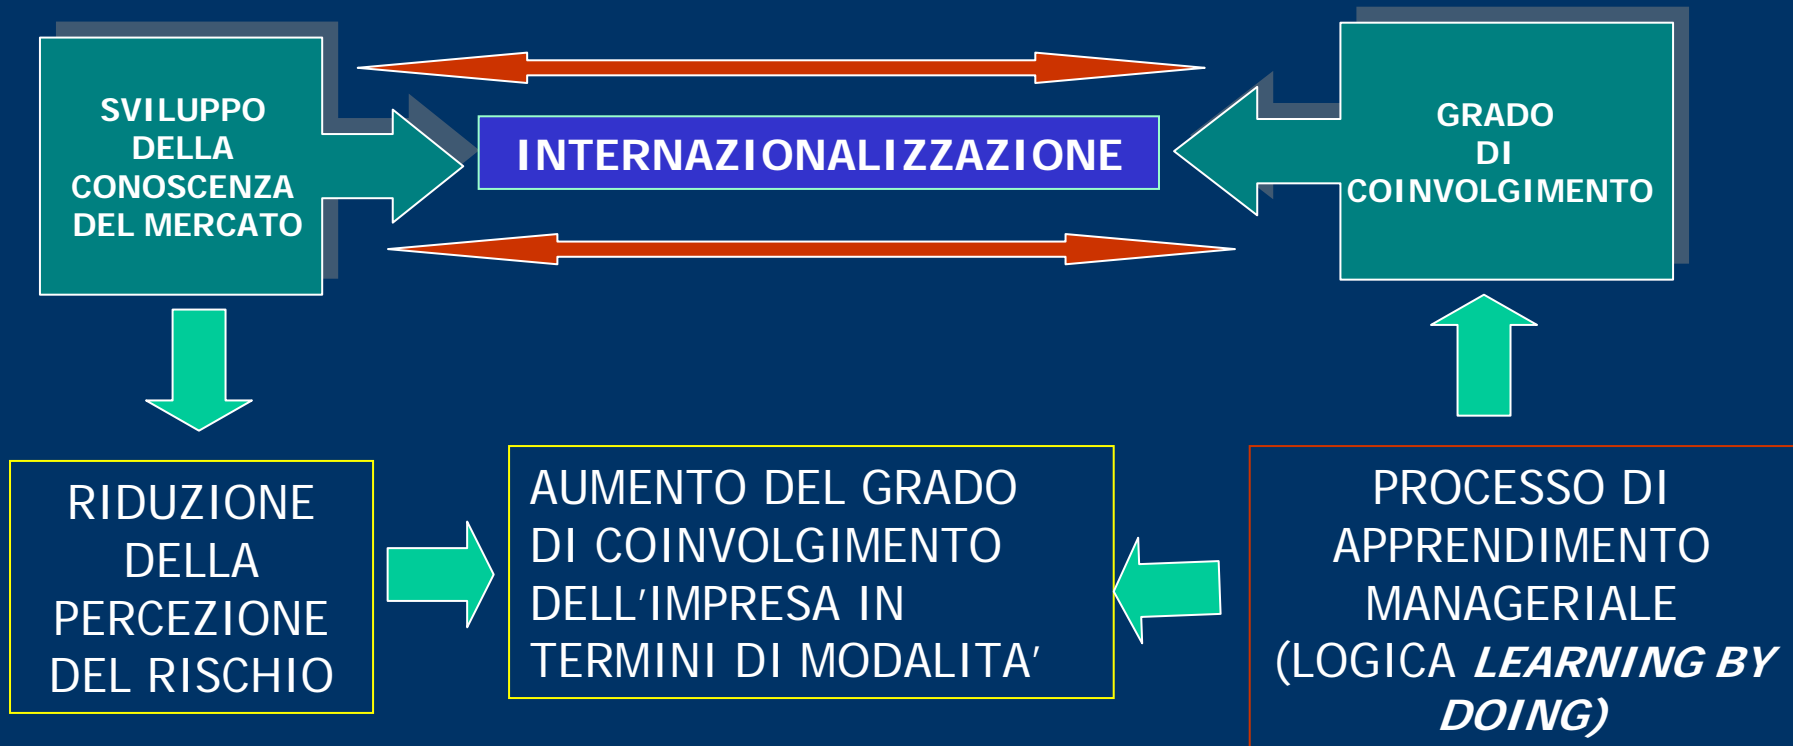 SVILUPPO
DELLA
CONOSCENZA
DEL MERCATO
INTERNAZIONALIZZAZIONE
GRADO
DI
COINVOLGIMENTO
RIDUZIONE
DELLA
PERCEZIONE
DEL RISCHIO
AUMENTO DEL GRADO
DI COINVOLGIMENTO
DELL'IMPRESA IN
TERMINI DI MODALITA'
PROCESSO DI
APPRENDIMENTO
MANAGERIALE
(LOGICA LEARNING BY
DOING)